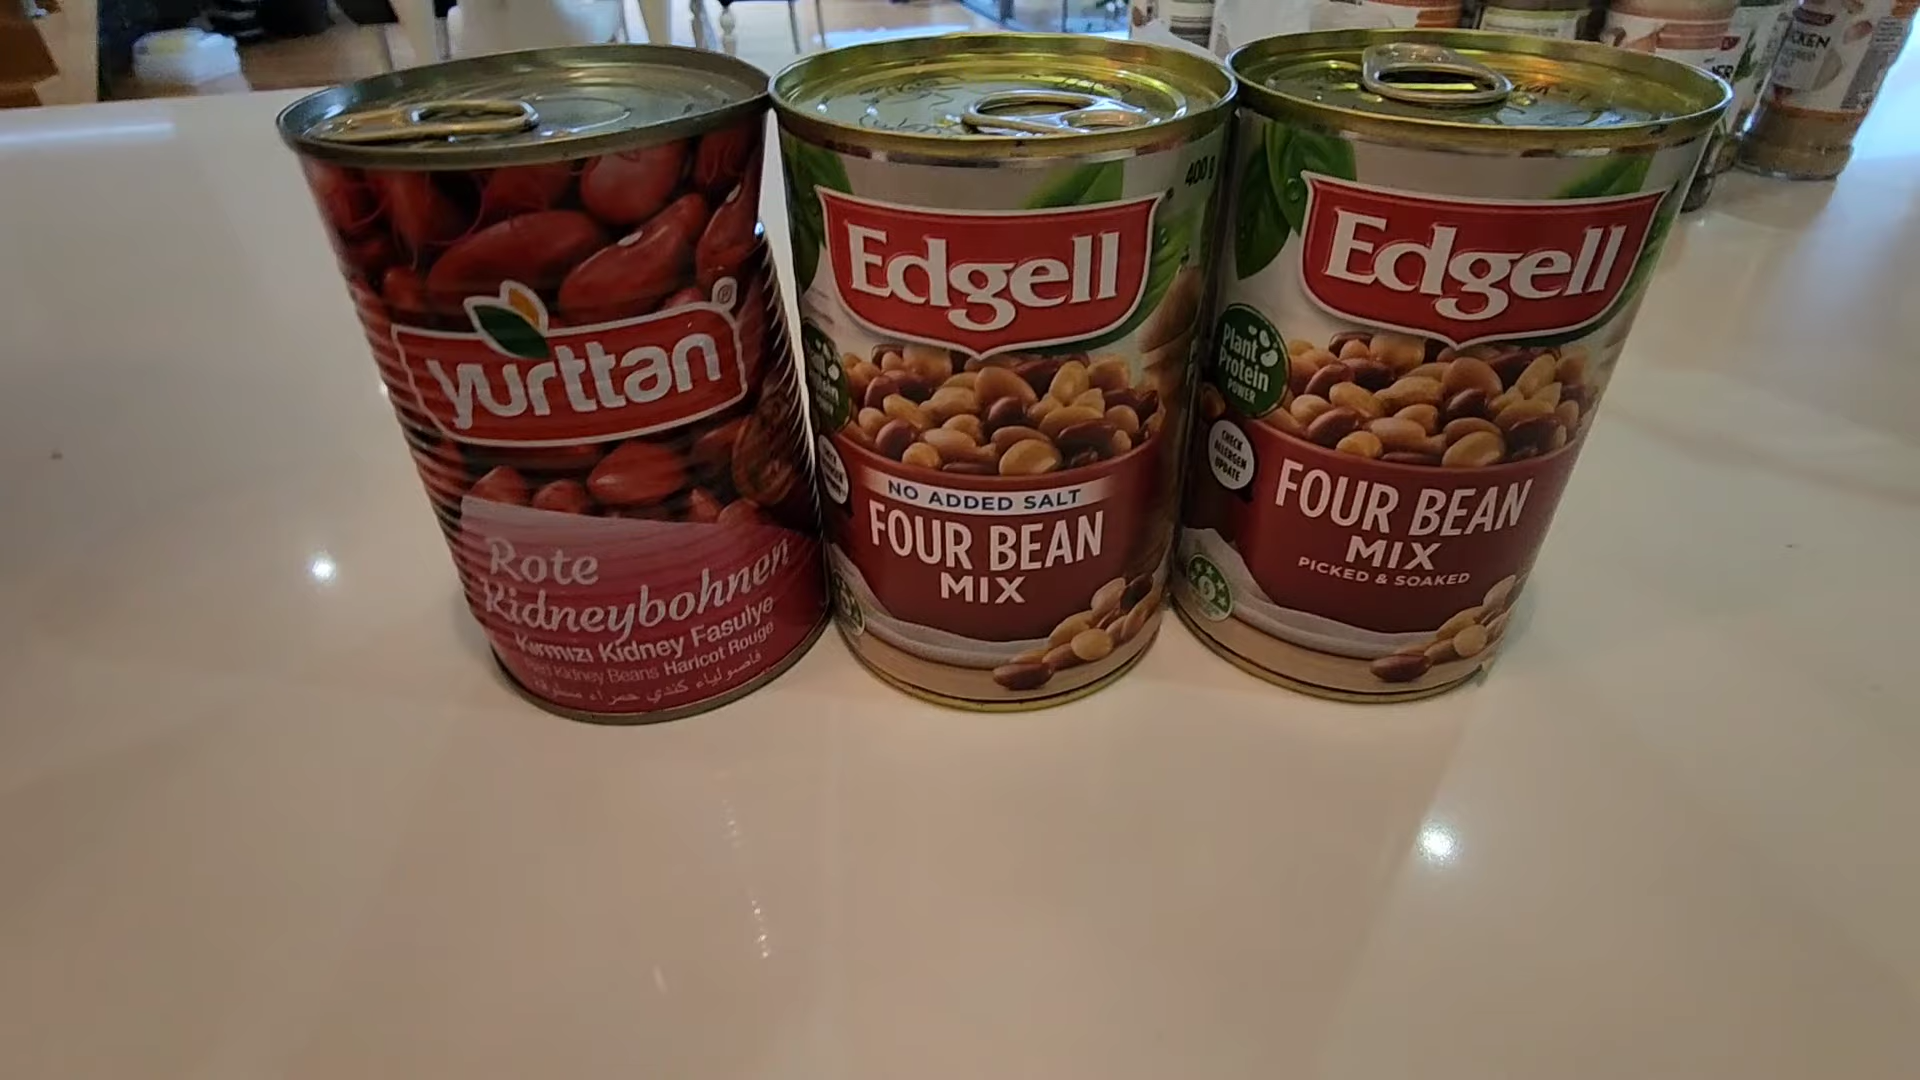 yurttan
Rote
Kidneybohnen
Kırmızı Kidney Fasulye
Red Kidney Beans Haricot Rouge
Edgell
400 g
NO ADDED SALT
FOUR BEAN
MIX
Edgell
Plant
Protein
POWER
CHECK
ALLERGEN
UPDATE
FOUR BEAN
MIX
PICKED & SOAKED